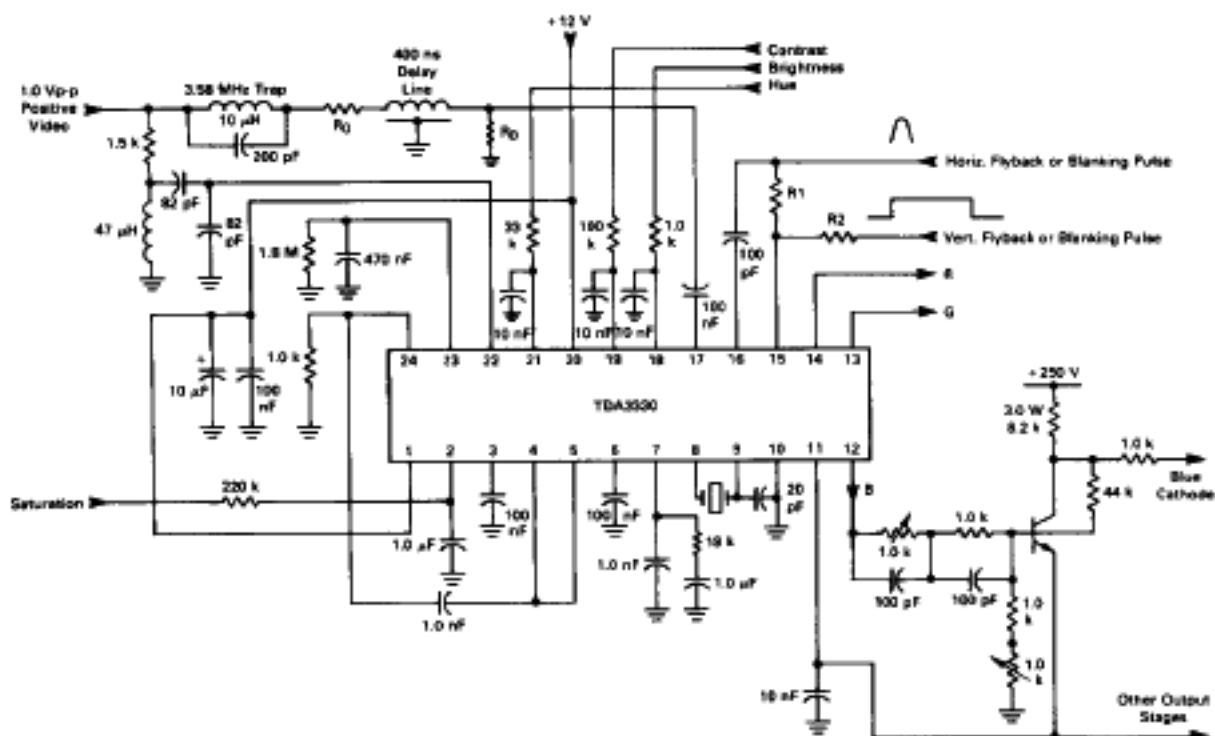 +12 V
Contrast
Brightness
Hue
1.0 Vp-p
Positive
Video
3.58 MHz Trap
10 μH
200 pF
400 ns
Delay
Line
RO
RO
1.5 k
82 pF
82
pF
47 μH
1.8 M
470 nF
33
k
180
k
1.0
k
10 nF
10 nF
10 nF
100
pF
180
nF
R1
R2
Horiz. Flyback or Blanking Pulse
Vert. Flyback or Blanking Pulse
R
G
+
10 μF
100
nF
1.0 k
24
23
22
21
20
19
18
17
16
15
14
13
TDA3330
1
2
3
4
5
6
7
8
9
10
11
12
+250 V
3.0 W
8.2 k
1.0 k
Blue
Cathode
44 k
Saturation
220 k
1.0 μF
100
nF
100 nF
1.0 nF
18 k
1.0 μF
20
pF
B
1.0 k
1.0 k
100 pF
100 pF
1.0
k
1.0
k
1.0 nF
10 nF
Other Output
Stages